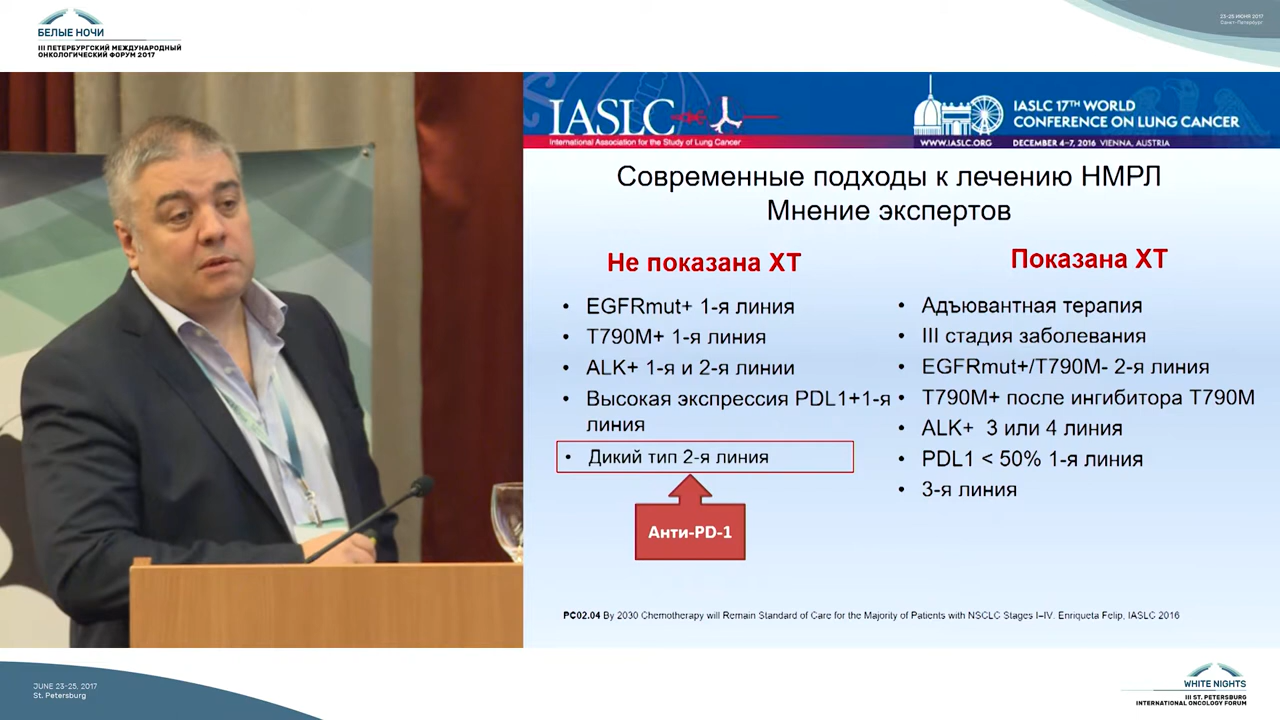 БЕЛЫЕ НОЧИ
III ПЕТЕРБУРГСКИЙ МЕЖДУНАРОДНЫЙ
ОНКОЛОГИЧЕСКИЙ ФОРУМ 2017
23-25 ИЮНЯ 2017
Санкт-Петербург
IASLC
International Association for the Study of Lung Cancer
IASLC 17TH WORLD
CONFERENCE ON LUNG CANCER
WWW.IASLC.ORG DECEMBER 4–7, 2016 VIENNA, AUSTRIA
Современные подходы к лечению НМРЛ
Мнение экспертов
Не показана ХТ
• EGFRmut+ 1-я линия
• T790M+ 1-я линия
• ALK+ 1-я и 2-я линии
• Высокая экспрессия PDL1+1-я
линия
• Дикий тип 2-я линия
Анти-PD-1
Показана ХТ
• Адъювантная терапия
• III стадия заболевания
• EGFRmut+/T790M- 2-я линия
• T790M+ после ингибитора T790M
• ALK+ 3 или 4 линия
• PDL1 < 50% 1-я линия
• 3-я линия
PC02.04 By 2030 Chemotherapy will Remain Standard of Care for the Majority of Patients with NSCLC Stages I–IV. Enriqueta Felip, IASLC 2016
JUNE 23-25, 2017
St. Petersburg
WHITE NIGHTS
III ST. PETERSBURG
INTERNATIONAL ONCOLOGY FORUM